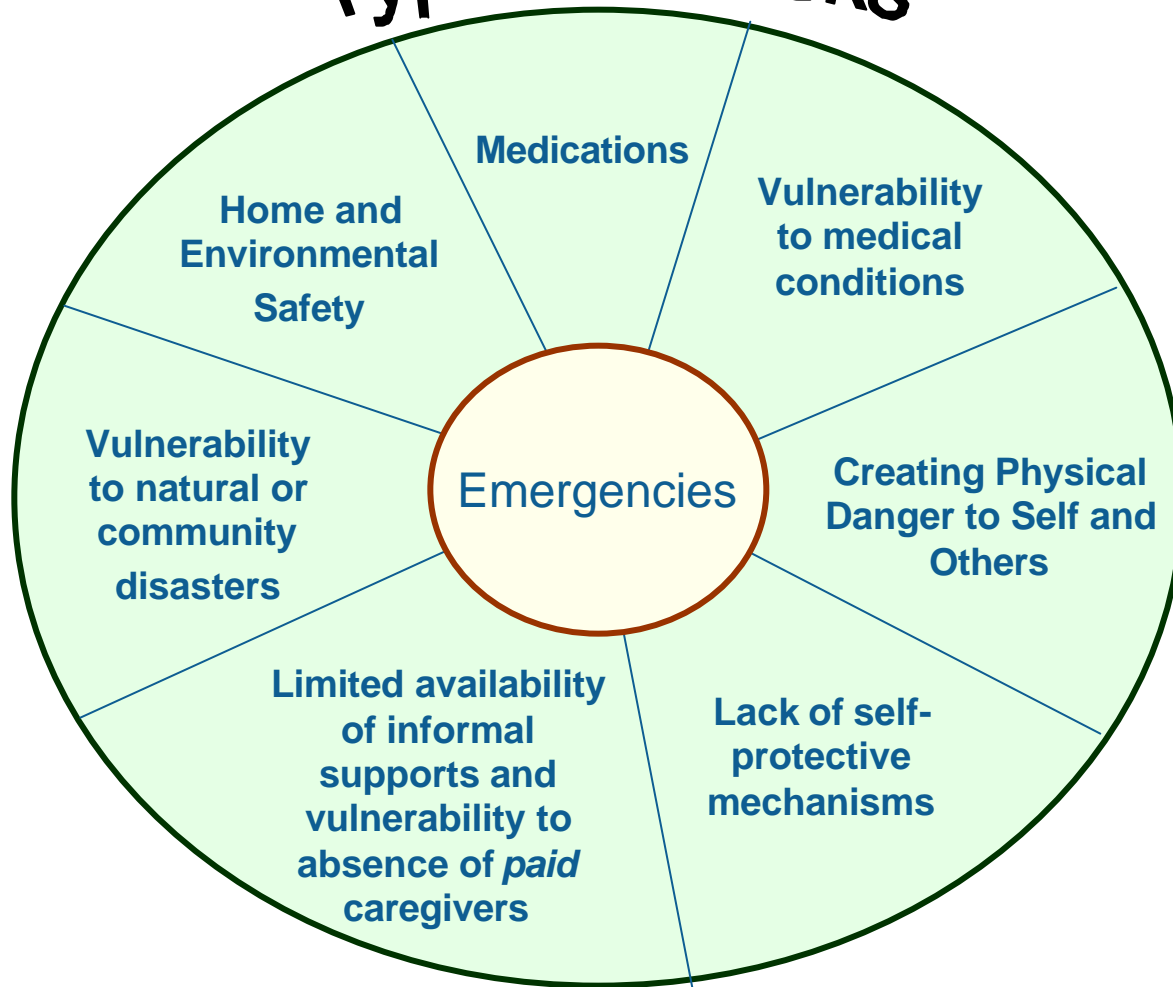 Medications
Vulnerability
to medical
conditions
Creating Physical
Danger to Self and
Others
Lack of self-
protective
mechanisms
Limited availability
of informal
supports and
vulnerability to
absence of paid
caregivers
Vulnerability
to natural or
community
disasters
Home and
Environmental
Safety
Emergencies